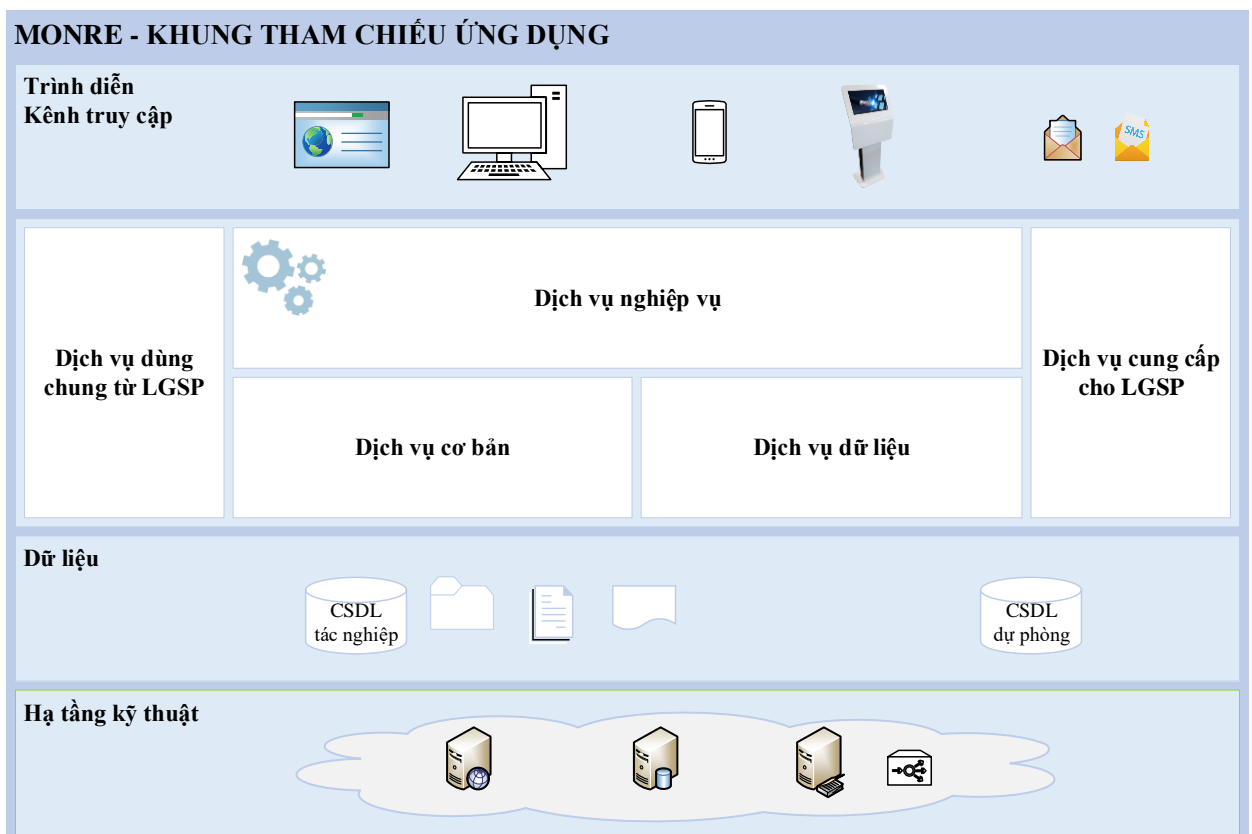 MONRE - KHUNG THAM CHIẾU ỨNG DỤNG
Trình diễn
Kênh truy cập
SMS
Dịch vụ dùng
chung từ LGSP
Dịch vụ nghiệp vụ
Dịch vụ cơ bản
Dịch vụ dữ liệu
Dịch vụ cung cấp
cho LGSP
Dữ liệu
CSDL
tác nghiệp
CSDL
dự phòng
Hạ tầng kỹ thuật